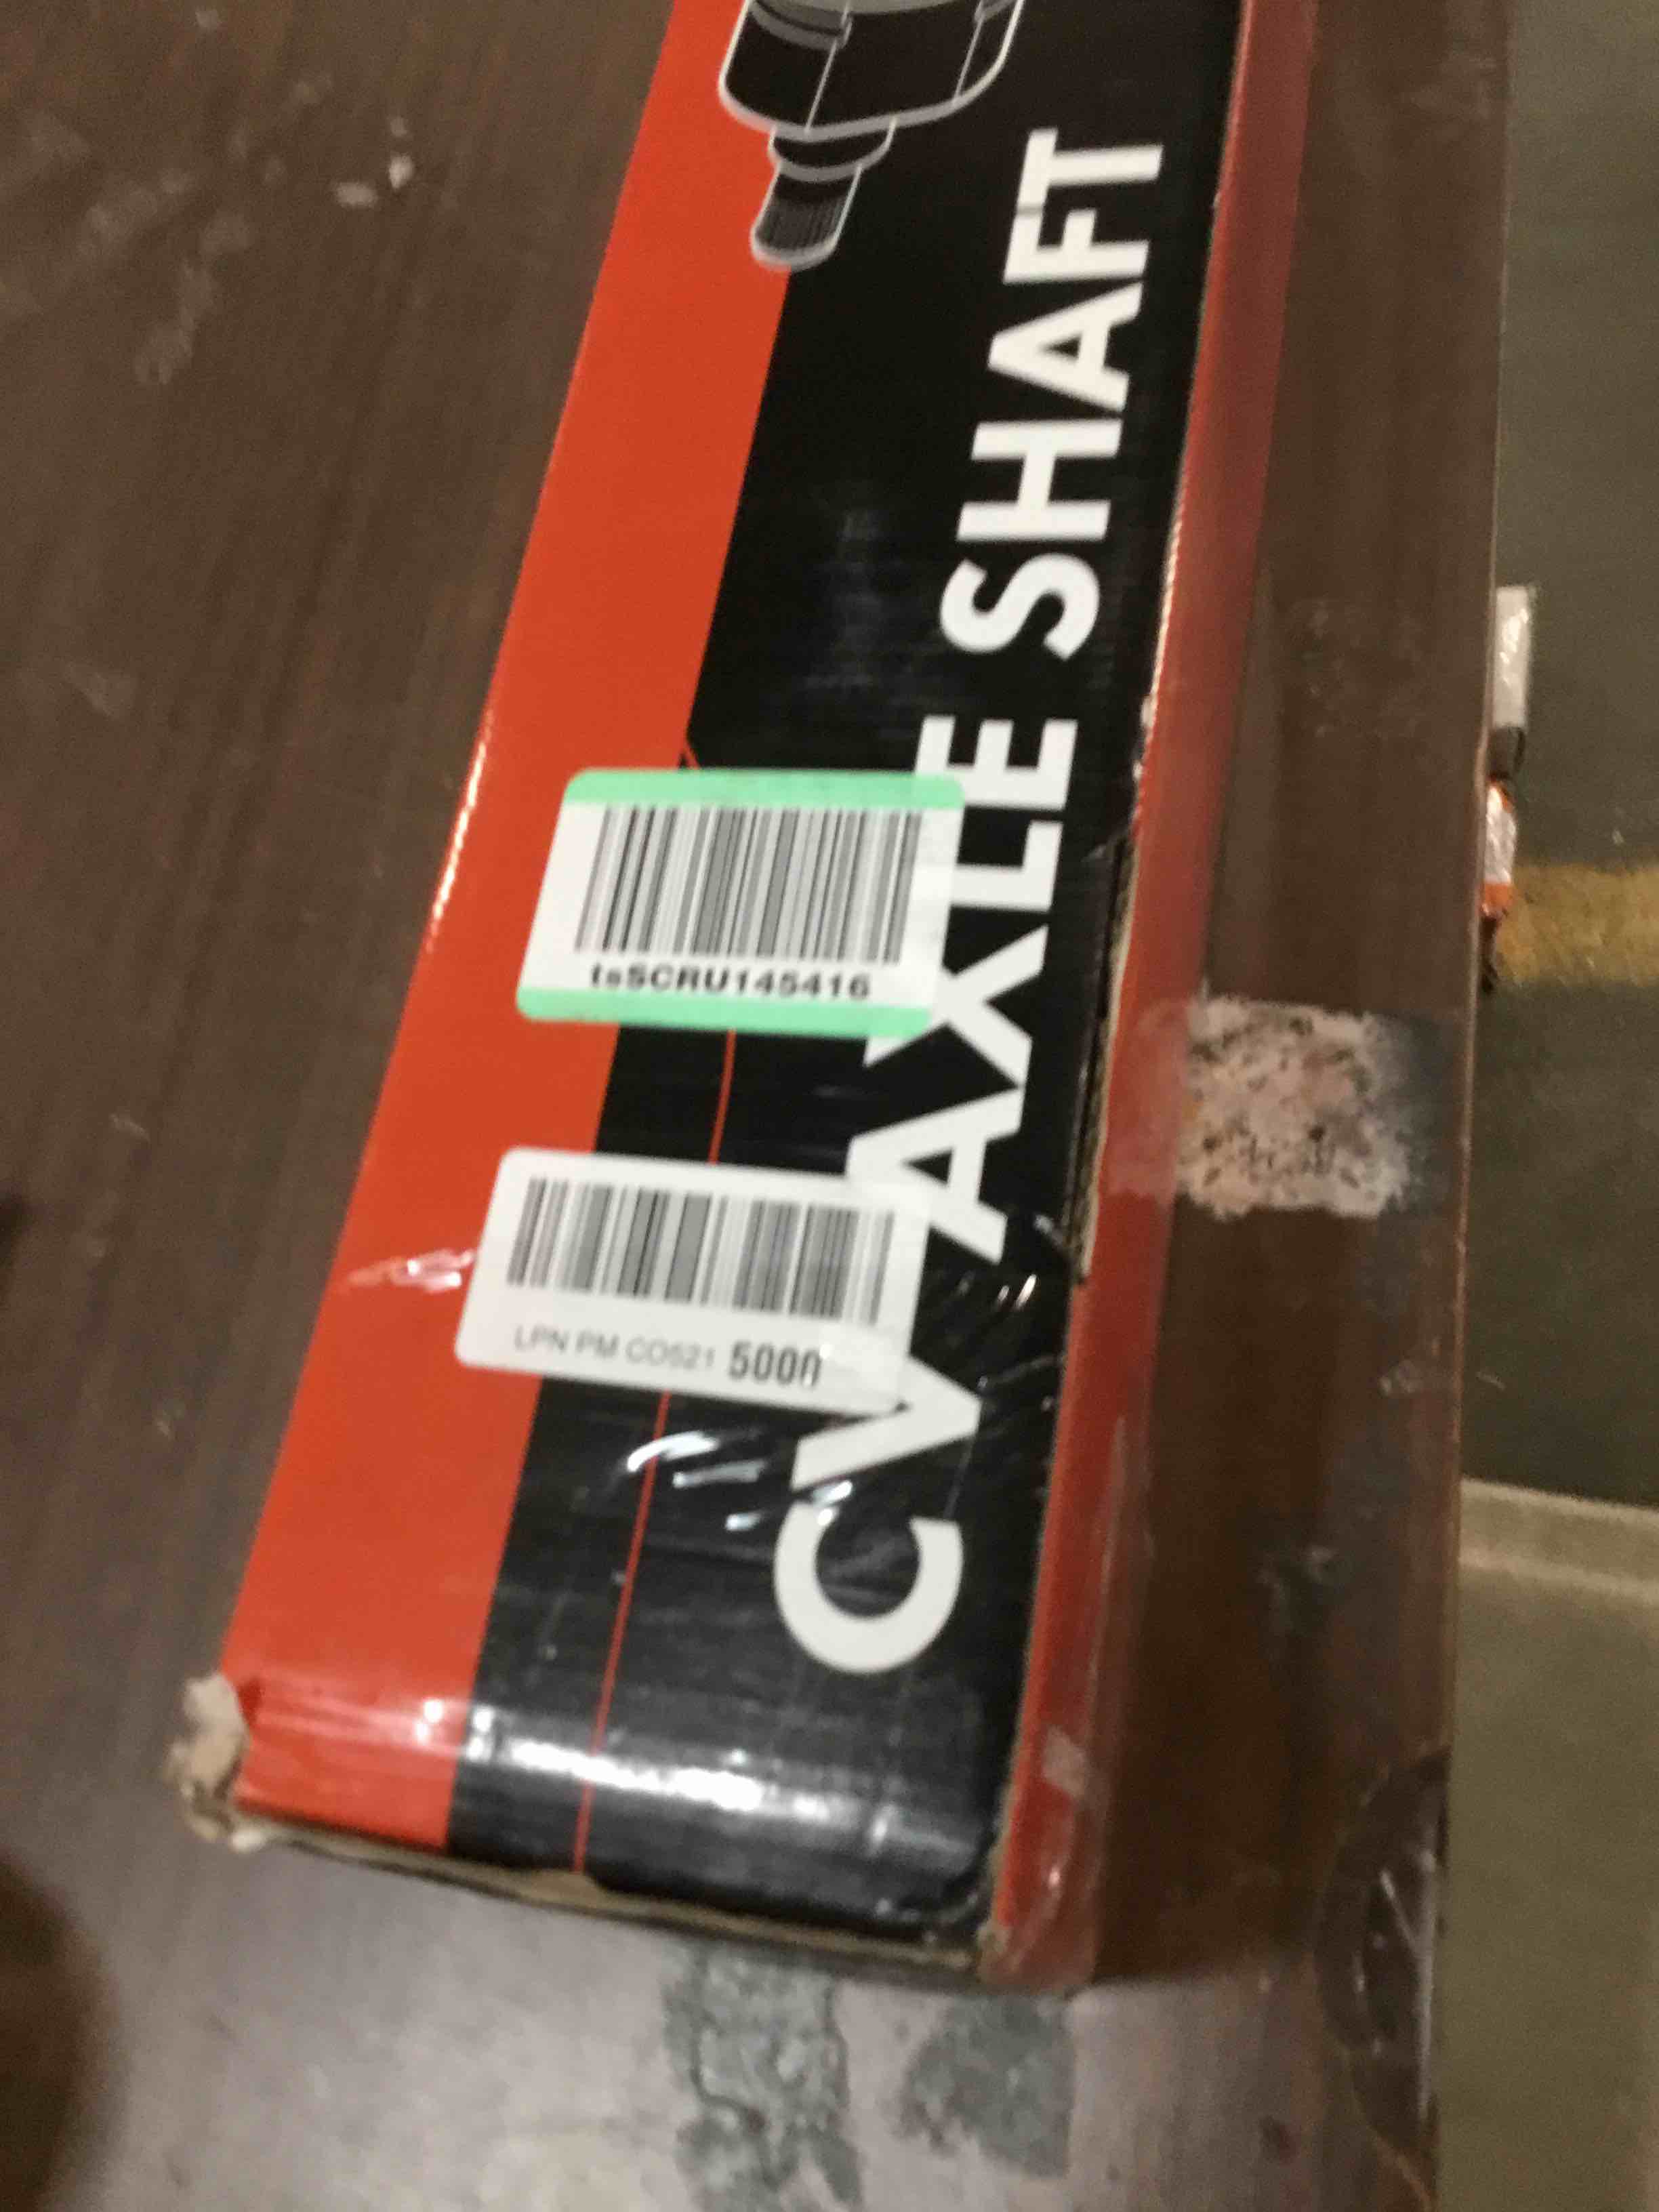 CV AXLE SHAFT
tsSCRU145416
LPN PM CO521 5000